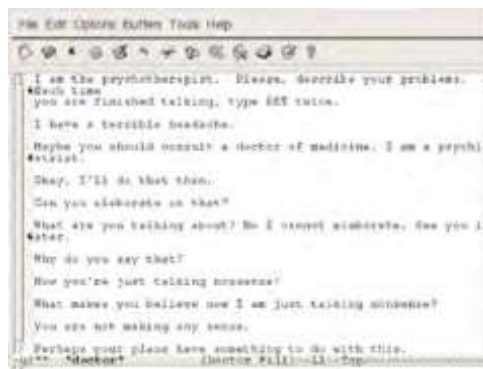 File Edit Options Buffers Tools Help
I am the psychotherapist. Please, describe your problems.
Each time
you are finished talking, type RET twice.
I have a terrible headache.
Maybe you should consult a doctor of medicine. I am a psychi
atrist.
Okay, I'll do that then.
Can you elaborate on that?
What are you talking about? No I cannot elaborate. See you l
ater.
Why do you say that?
Now you're just talking nonsense!
What makes you believe now I am just talking nonsense?
You are not making any sense.
Perhaps your plans have something to do with this.
*doctor* (Doctor Fill)--L1--Top